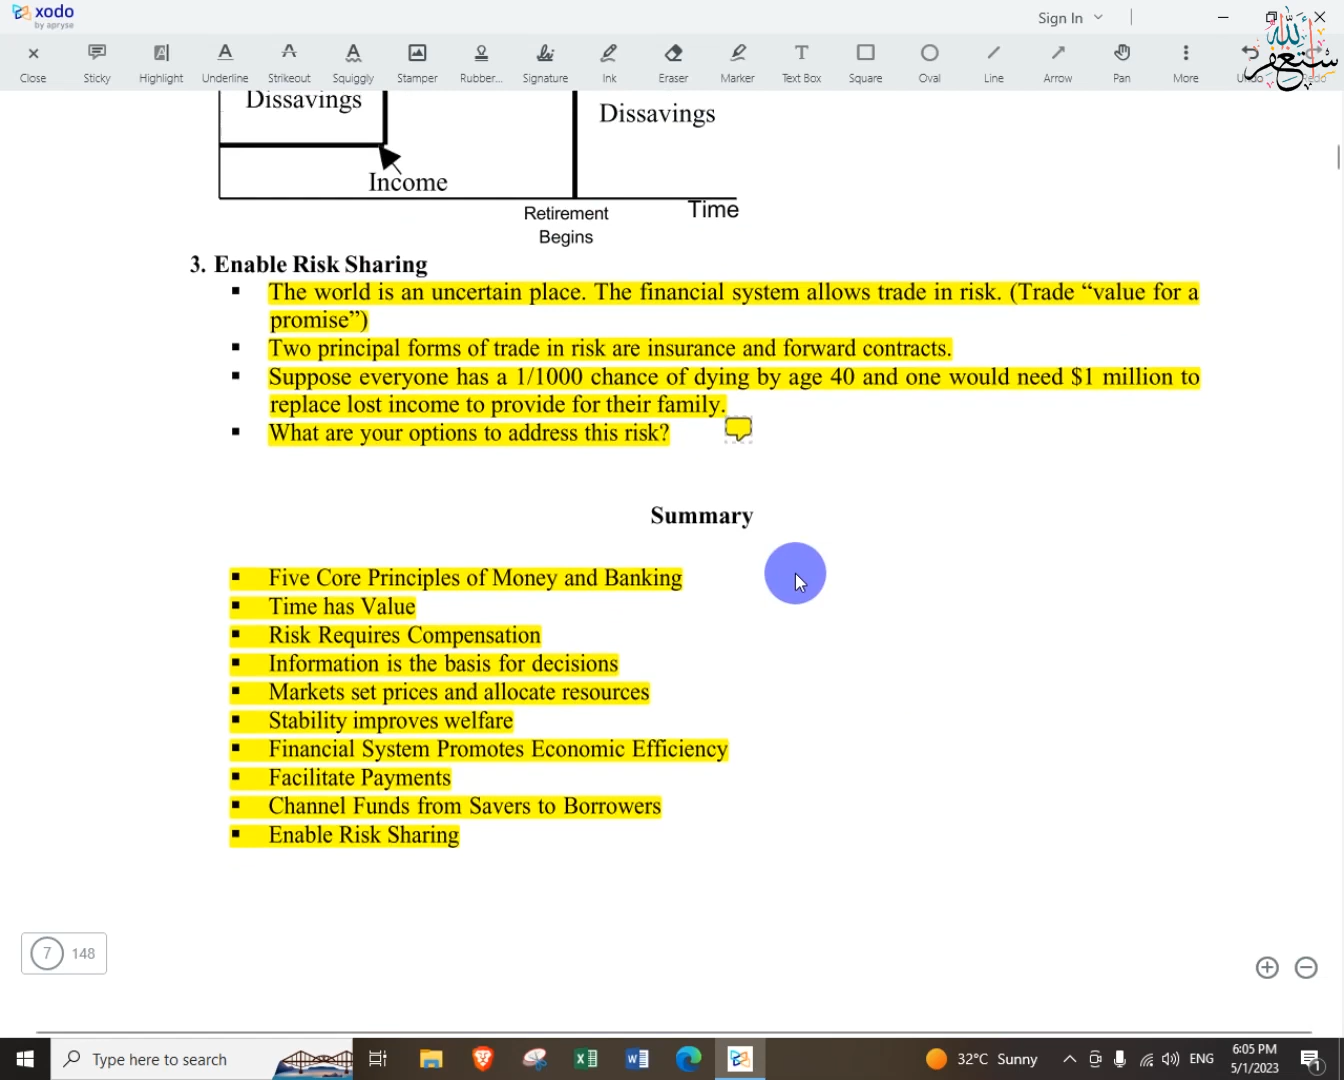 xodo
by apryse
Sign In
Close
Sticky
Highlight
Underline
Strikeout
Squiggly
Stamper
Rubber...
Signature
Ink
Eraser
Marker
Text Box
Square
Oval
Line
Arrow
Pan
More
Undo
Redo
Dissavings
Dissavings
Income
Time
Retirement
Begins
3. Enable Risk Sharing
▪ The world is an uncertain place. The financial system allows trade in risk. (Trade “value for a
promise”)
▪ Two principal forms of trade in risk are insurance and forward contracts.
▪ Suppose everyone has a 1/1000 chance of dying by age 40 and one would need $1 million to
replace lost income to provide for their family.
▪ What are your options to address this risk?
Summary
▪ Five Core Principles of Money and Banking
▪ Time has Value
▪ Risk Requires Compensation
▪ Information is the basis for decisions
▪ Markets set prices and allocate resources
▪ Stability improves welfare
▪ Financial System Promotes Economic Efficiency
▪ Facilitate Payments
▪ Channel Funds from Savers to Borrowers
▪ Enable Risk Sharing
7 148
Type here to search
32°C Sunny
ENG
6:05 PM
5/1/2023
1